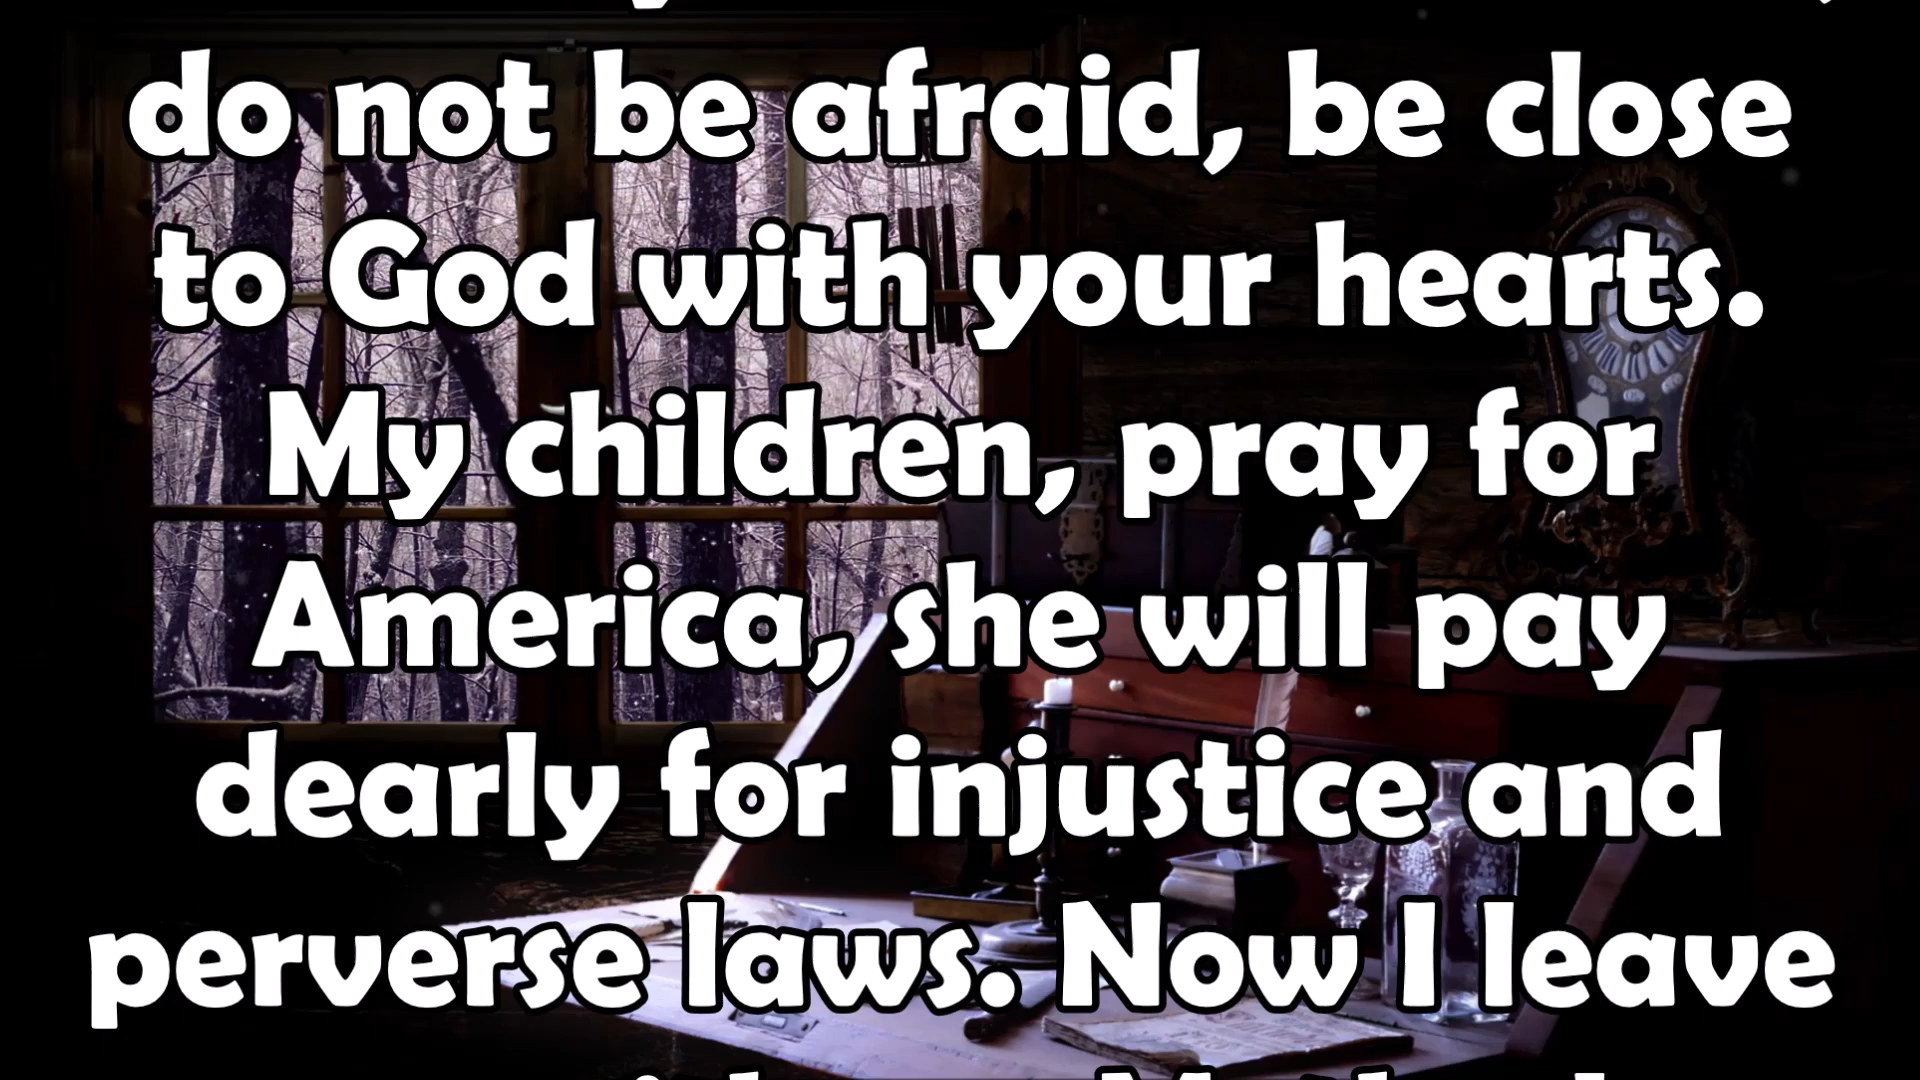 do not be afraid, be close
to God with your hearts.
My children, pray for
America, she will pay
dearly for injustice and
perverse laws. Now I leave